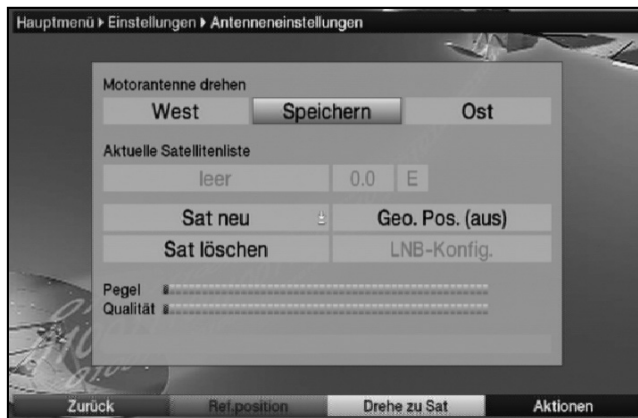 Hauptmenü ▸ Einstellungen ▸ Antenneneinstellungen
Motorantenne drehen
West Speichern Ost
Aktuelle Satellitenliste
leer 0.0 E
Sat neu Geo. Pos. (aus)
Sat löschen LNB-Konfig.
Pegel
Qualität
Zurück Ref.position Drehe zu Sat Aktionen